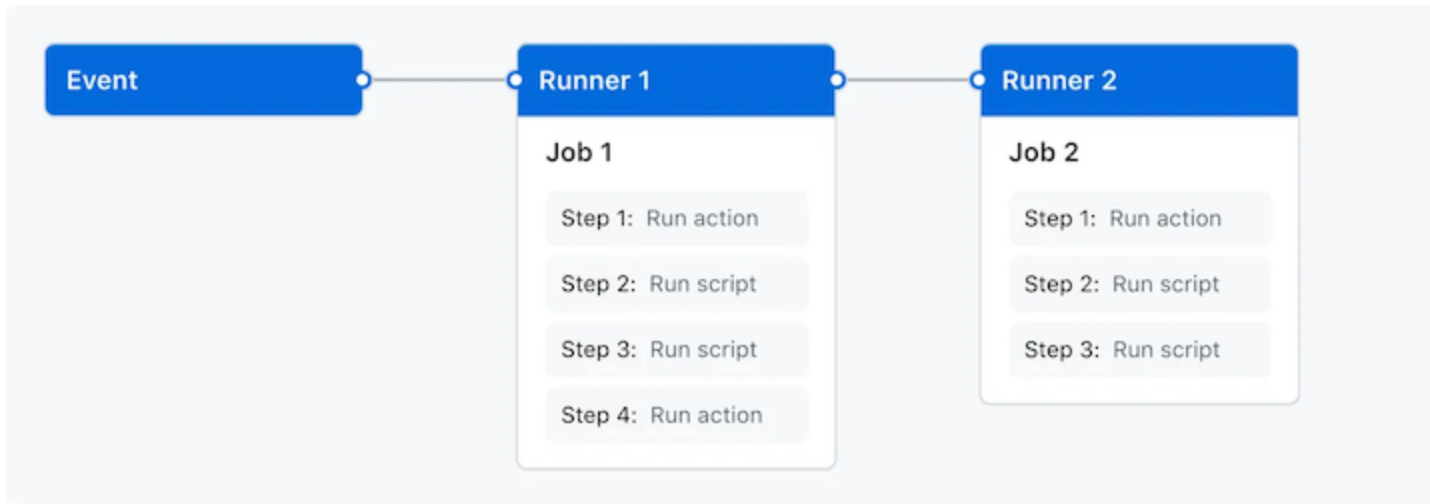 Event
Runner 1
Job 1
Step 1: Run action
Step 2: Run script
Step 3: Run script
Step 4: Run action
Runner 2
Job 2
Step 1: Run action
Step 2: Run script
Step 3: Run script